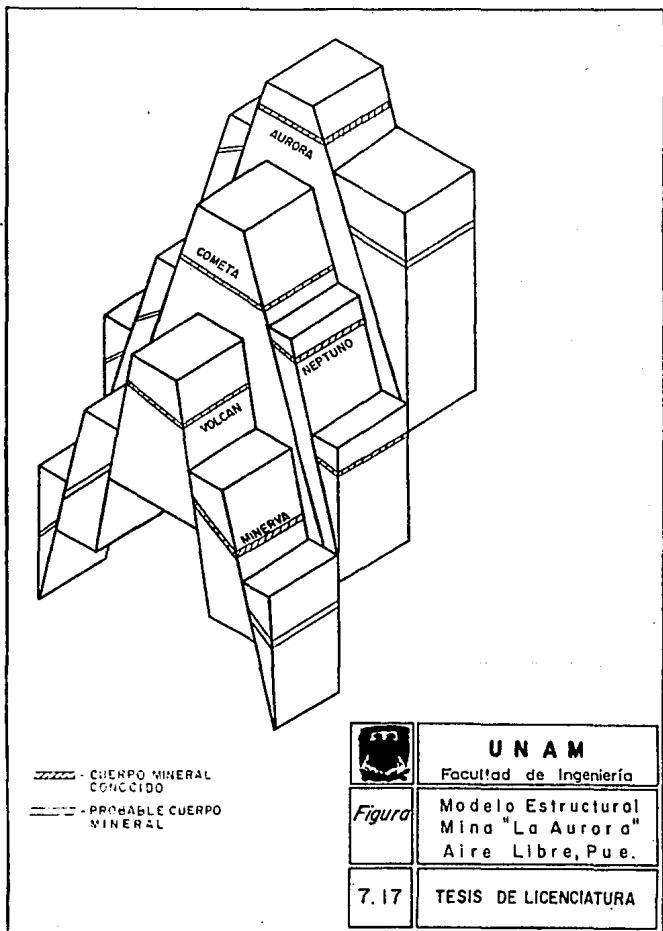 AURORA
COMETA
NEPTUNO
VOLCAN
MINERVA
- CUERPO MINERAL
CONOCIDO
- PROBABLE CUERPO
MINERAL
UNAM
Facultad de Ingeniería
Figura
Modelo Estructural
Mina "La Aurora"
Aire Libre, Pue.
7.17
TESIS DE LICENCIATURA